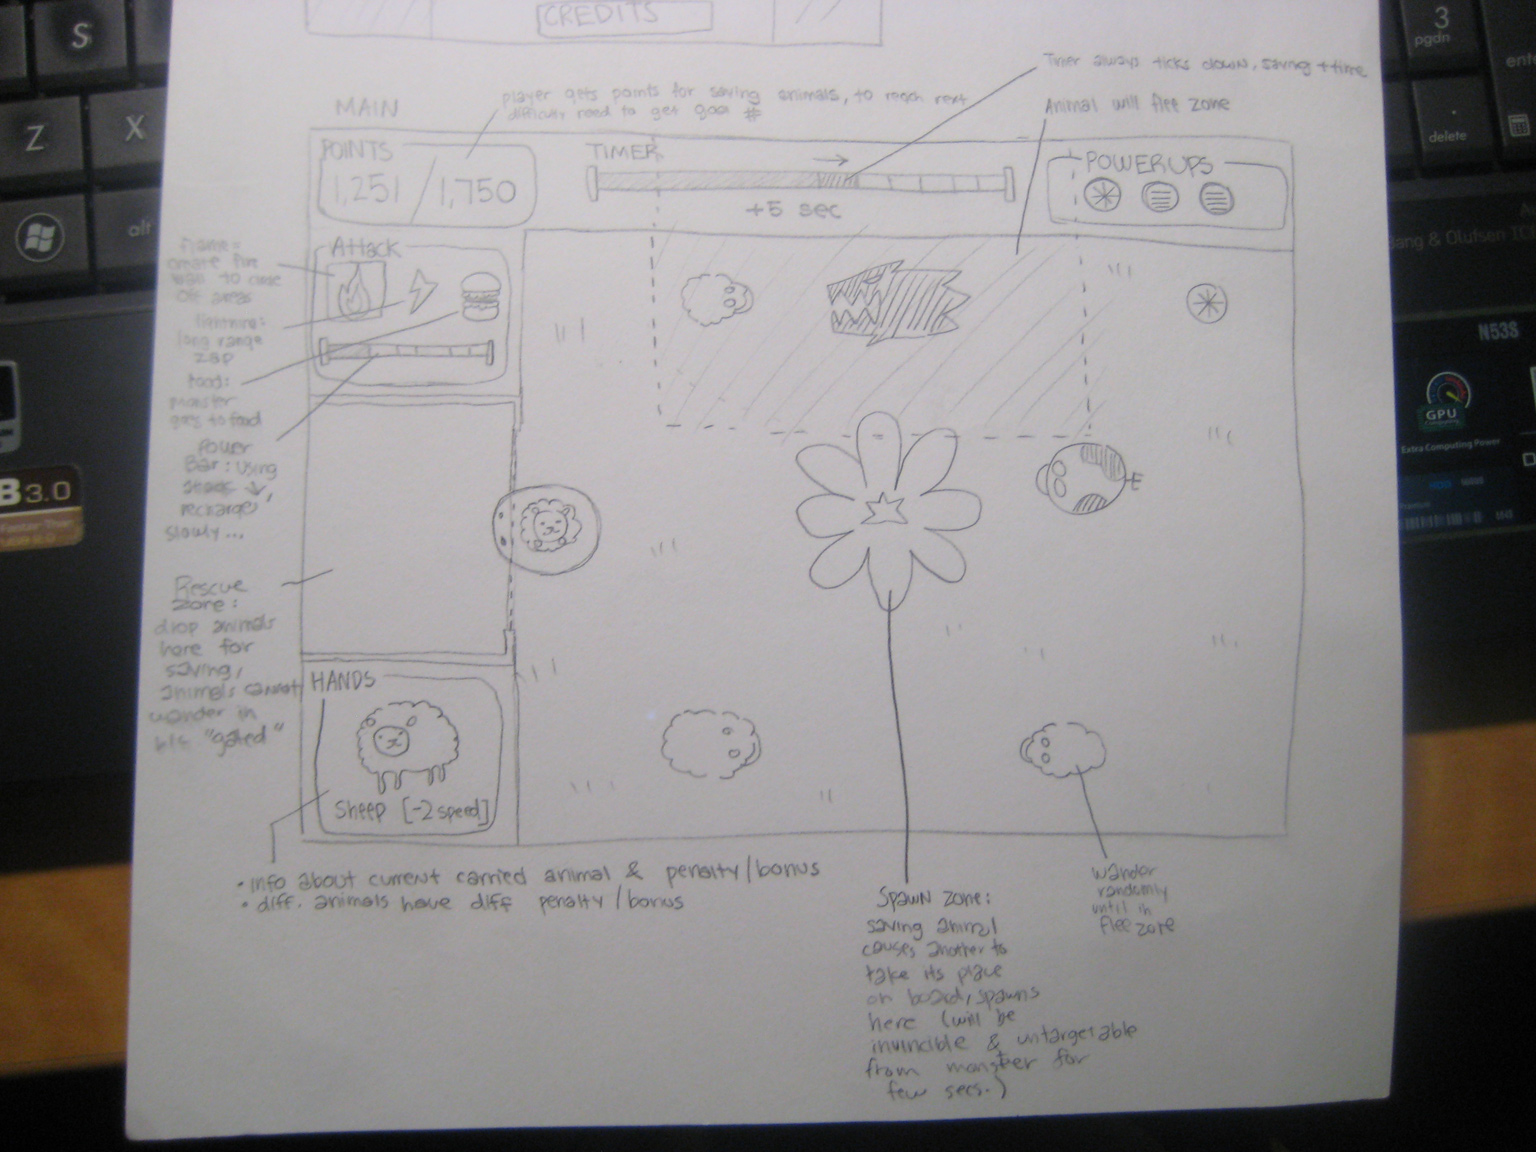 CREDITS
MAIN
player gets points for saving animals, to reach next
difficulty need to get goal #
Timer always ticks down, saving +time
Animal will flee zone
POINTS
1,251 / 1,750
TIMER
+5 sec
POWERUPS
Attack
flame =
create fire
wall to close
off areas
lightning:
long range
zap
food:
monster
goes to food
Power
Bar: Using
recharges
slowly...
Rescue
Zone:
drop animals
here for
saving,
animals cannot
wander in
b/c "gated"
HANDS
Sheep [-2 speed]
• info about current carried animal & penalty/bonus
• diff. animals have diff penalty/bonus
Spawn zone:
saving animal
causes another to
take its place
on board, spawns
here (will be
invincible & untargetable
from monster for
few secs.)
wander
randomly
until in
flee zone
S
Z
X
alt
3
pgdn
delete
Bang & Olufsen
N53S
GPU
Extra Computing Power
B 3.0